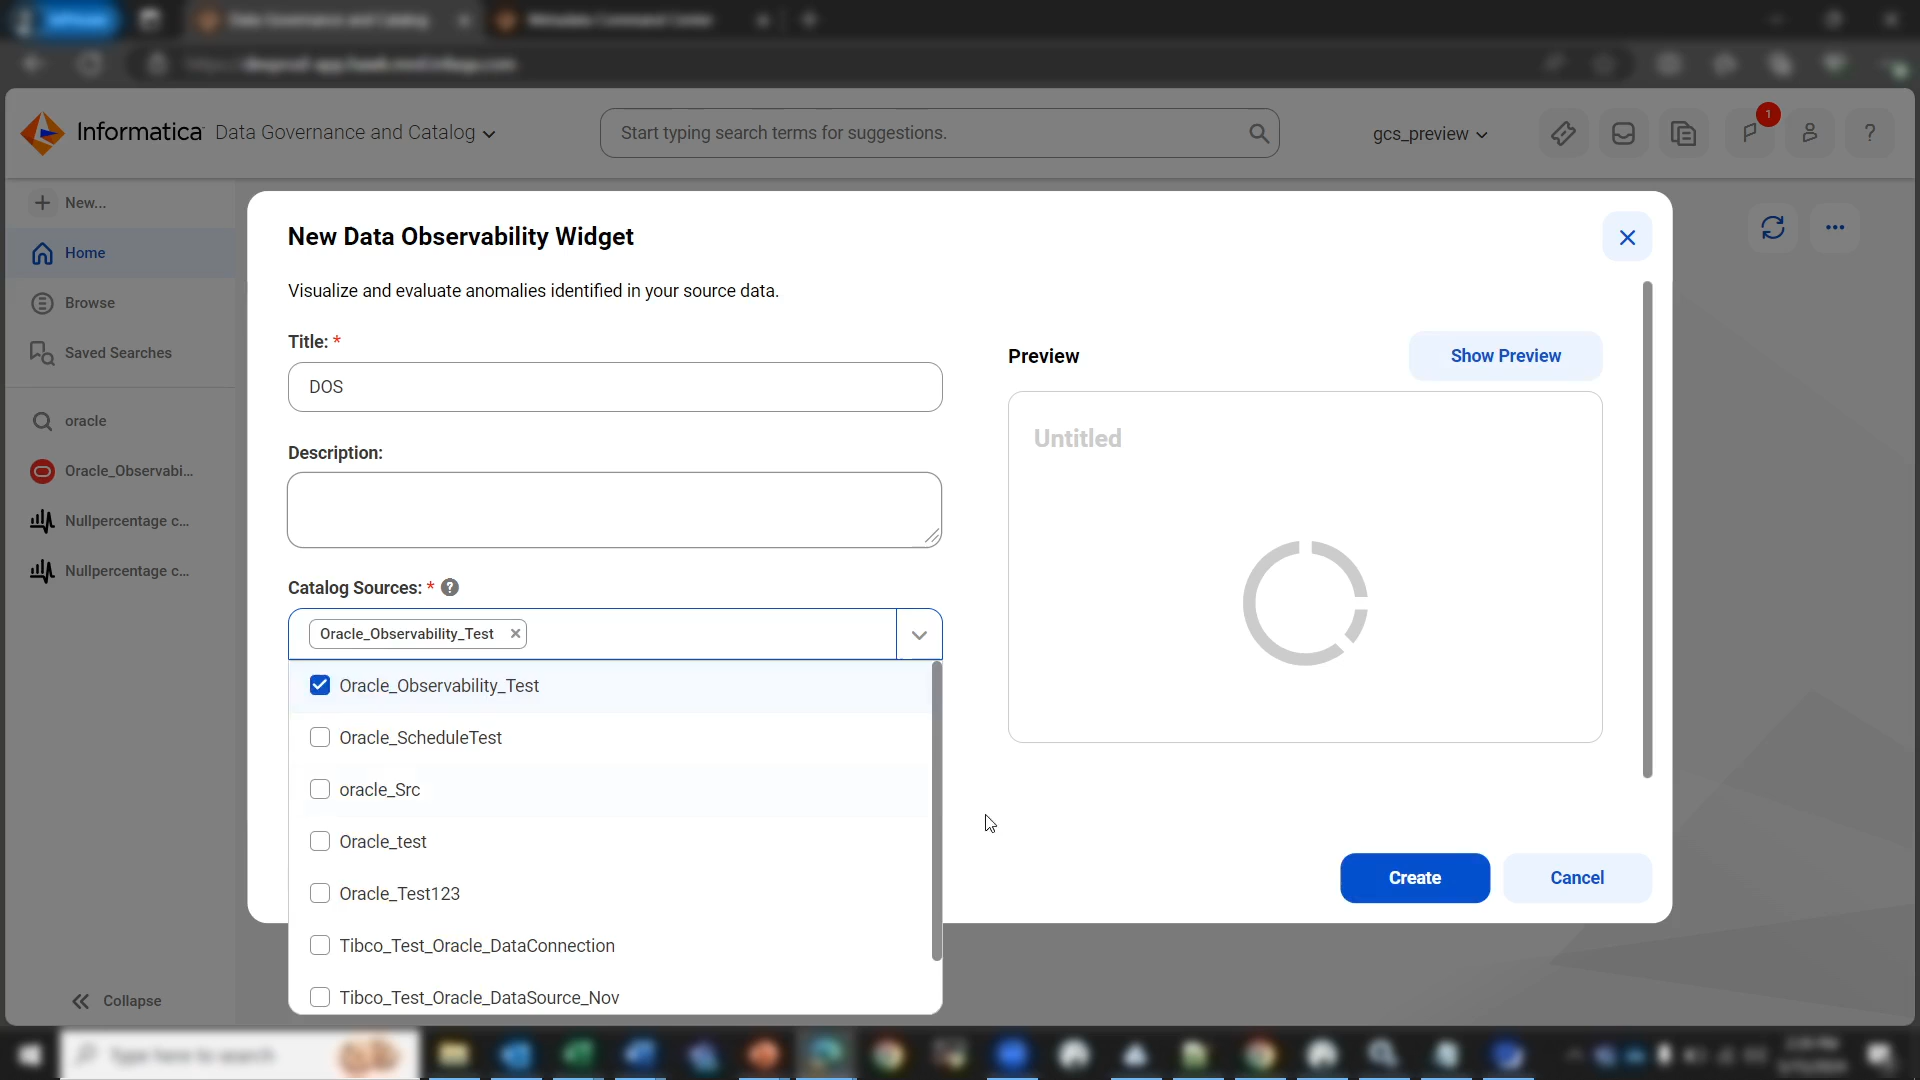 Informatica Data Governance and Catalog
Start typing search terms for suggestions.
gcs_preview
1
?
New...
Home
Browse
Saved Searches
oracle
Oracle_Observabi...
Nullpercentage c...
Nullpercentage c...
Collapse
New Data Observability Widget
Visualize and evaluate anomalies identified in your source data.
Title: *
DOS
Description:
Catalog Sources: * ?
Oracle_Observability_Test
Oracle_Observability_Test
Oracle_ScheduleTest
oracle_Src
Oracle_test
Oracle_Test123
Tibco_Test_Oracle_DataConnection
Tibco_Test_Oracle_DataSource_Nov
Preview
Show Preview
Untitled
Create
Cancel
Type here to search